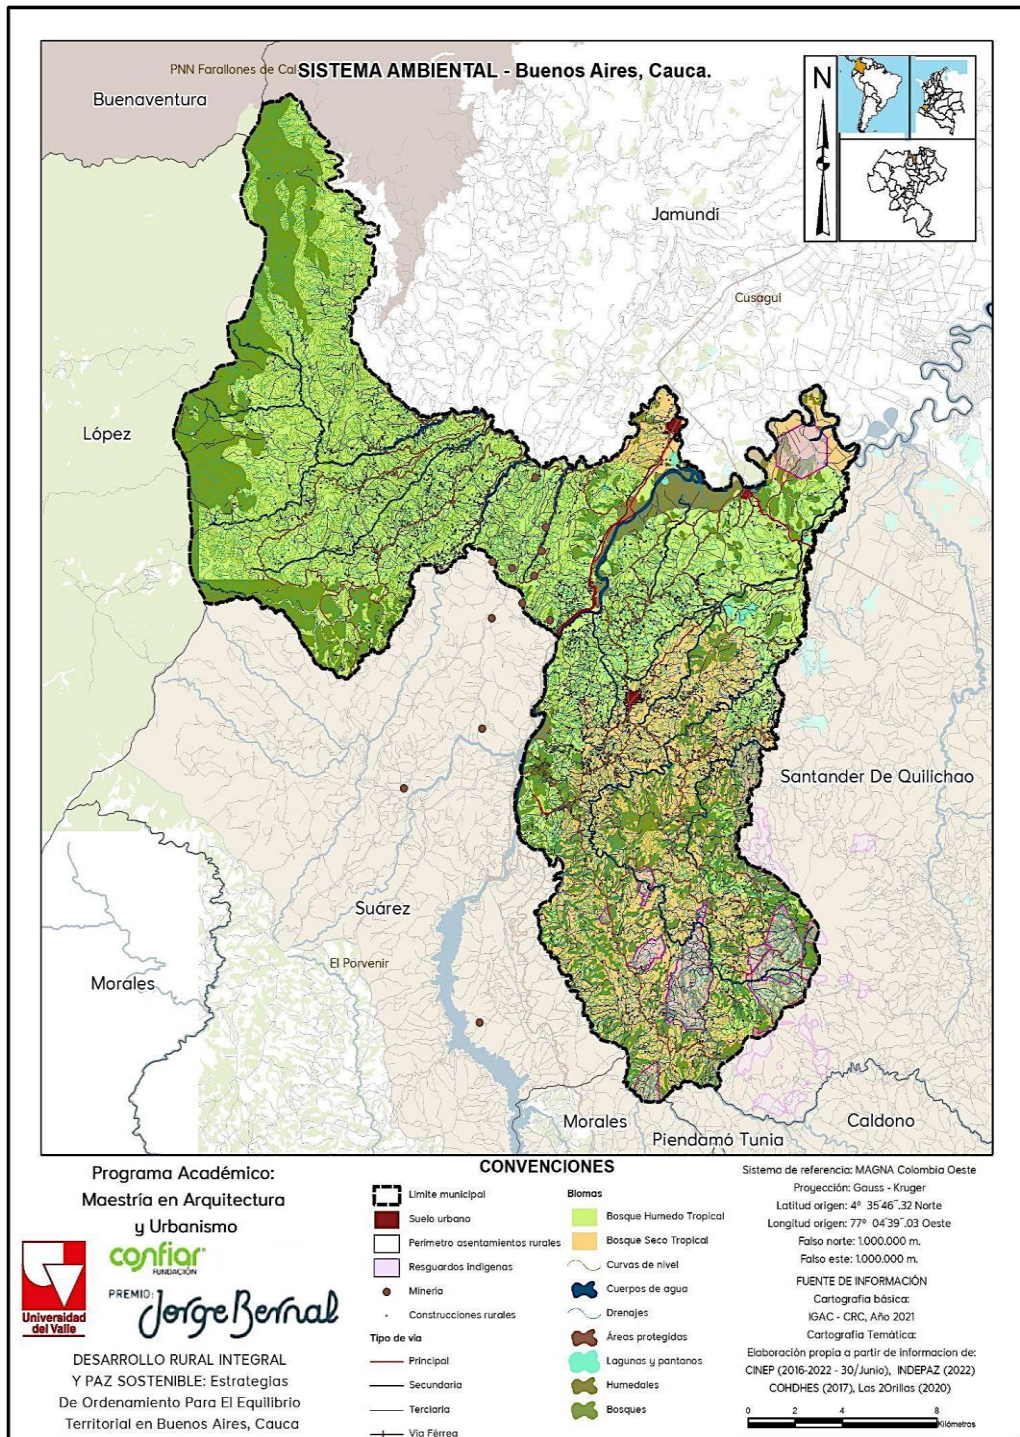 PNN Farallones de Cal
SISTEMA AMBIENTAL - Buenos Aires, Cauca.
Buenaventura
N
Jamundí
Cusagui
López
Santander De Quilichao
Suárez
El Porvenir
Morales
Morales
Caldono
Piendamó Tunia
Programa Académico:
Maestría en Arquitectura
y Urbanismo
Universidad
del Valle
confiar
FUNDACIÓN
PREMIO:
Jorge Bernal
DESARROLLO RURAL INTEGRAL
Y PAZ SOSTENIBLE: Estrategias
De Ordenamiento Para El Equilibrio
Territorial en Buenos Aires, Cauca
CONVENCIONES
Límite municipal
Suelo urbano
Perímetro asentamientos rurales
Resguardos Indígenas
Minería
Construcciones rurales
Tipo de vía
Principal
Secundaria
Terciaria
Vía Férrea
Biomas
Bosque Humedo Tropical
Bosque Seco Tropical
Curvas de nivel
Cuerpos de agua
Drenajes
Áreas protegidas
Lagunas y pantanos
Humedales
Bosques
Sistema de referencia: MAGNA Colombia Oeste
Proyección: Gauss - Kruger
Latitud origen: 4° 35´46¨.32 Norte
Longitud origen: 77° 04´39¨.03 Oeste
Falso norte: 1.000.000 m.
Falso este: 1.000.000 m.
FUENTE DE INFORMACIÓN
Cartografía básica:
IGAC - CRC, Año 2021
Cartografía Temática:
Elaboración propia a partir de informacion de:
CINEP (2016-2022 - 30/Junio), INDEPAZ (2022)
COHDHES (2017), Las 2Orillas (2020)
0 2 4 8
Kilómetros